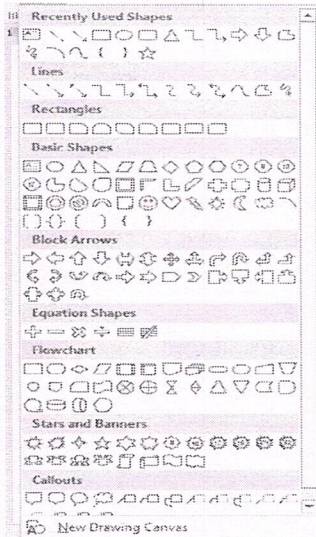 Recently Used Shapes
Lines
Rectangles
Basic Shapes
Block Arrows
Equation Shapes
Flowchart
Stars and Banners
Callouts
New Drawing Canvas